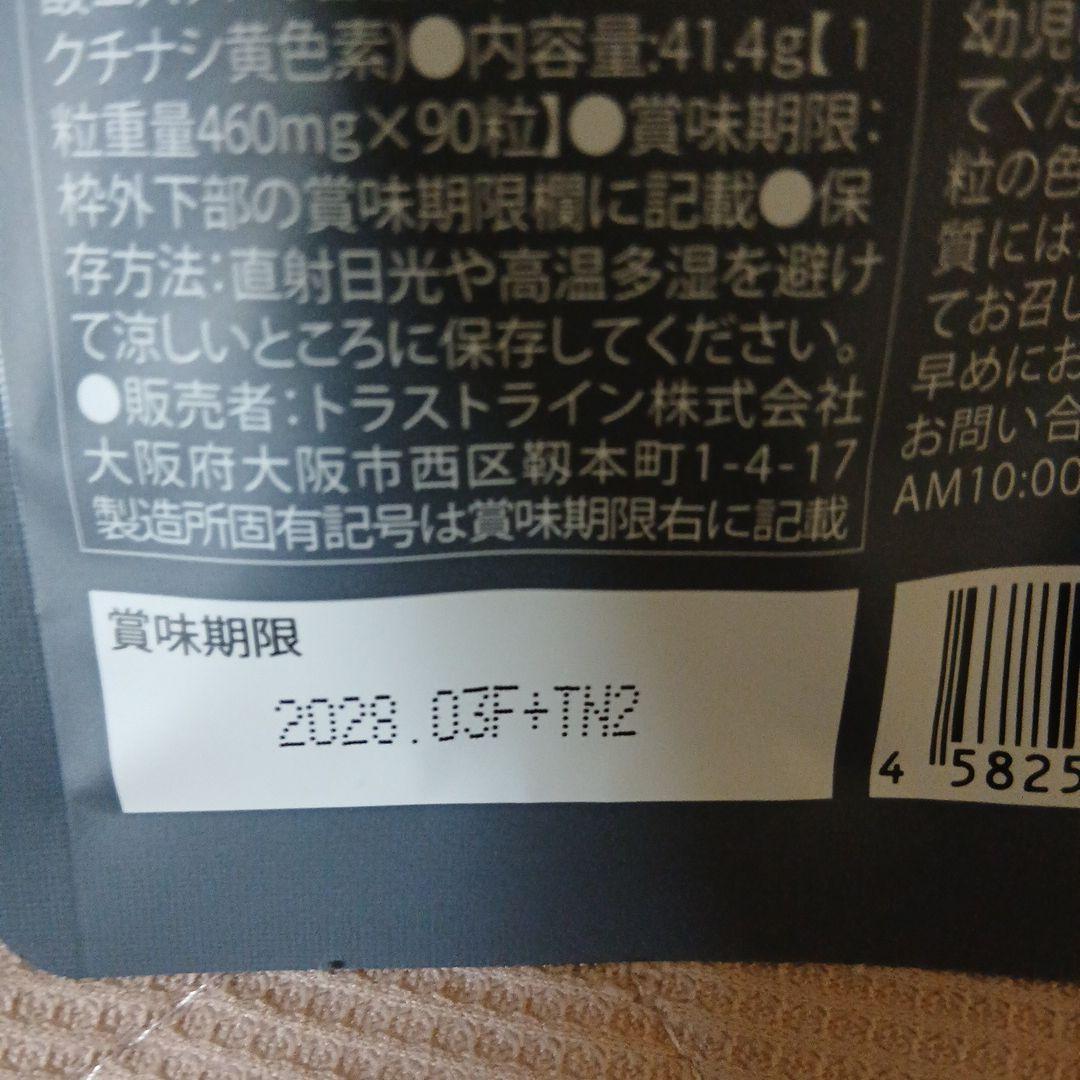 クチナシ黄色素)●内容量:41.4g【1
粒重量460mg×90粒】●賞味期限:
枠外下部の賞味期限欄に記載●保
存方法:直射日光や高温多湿を避け
て涼しいところに保存してください。
●販売者:トラストライン株式会社
大阪府大阪市西区靱本町1-4-17
製造所固有記号は賞味期限右に記載
賞味期限
2028.03F+TN2
幼児
てくだ
粒の色
質には
てお召し
早めにお
お問い合
AM10:00
4 5825